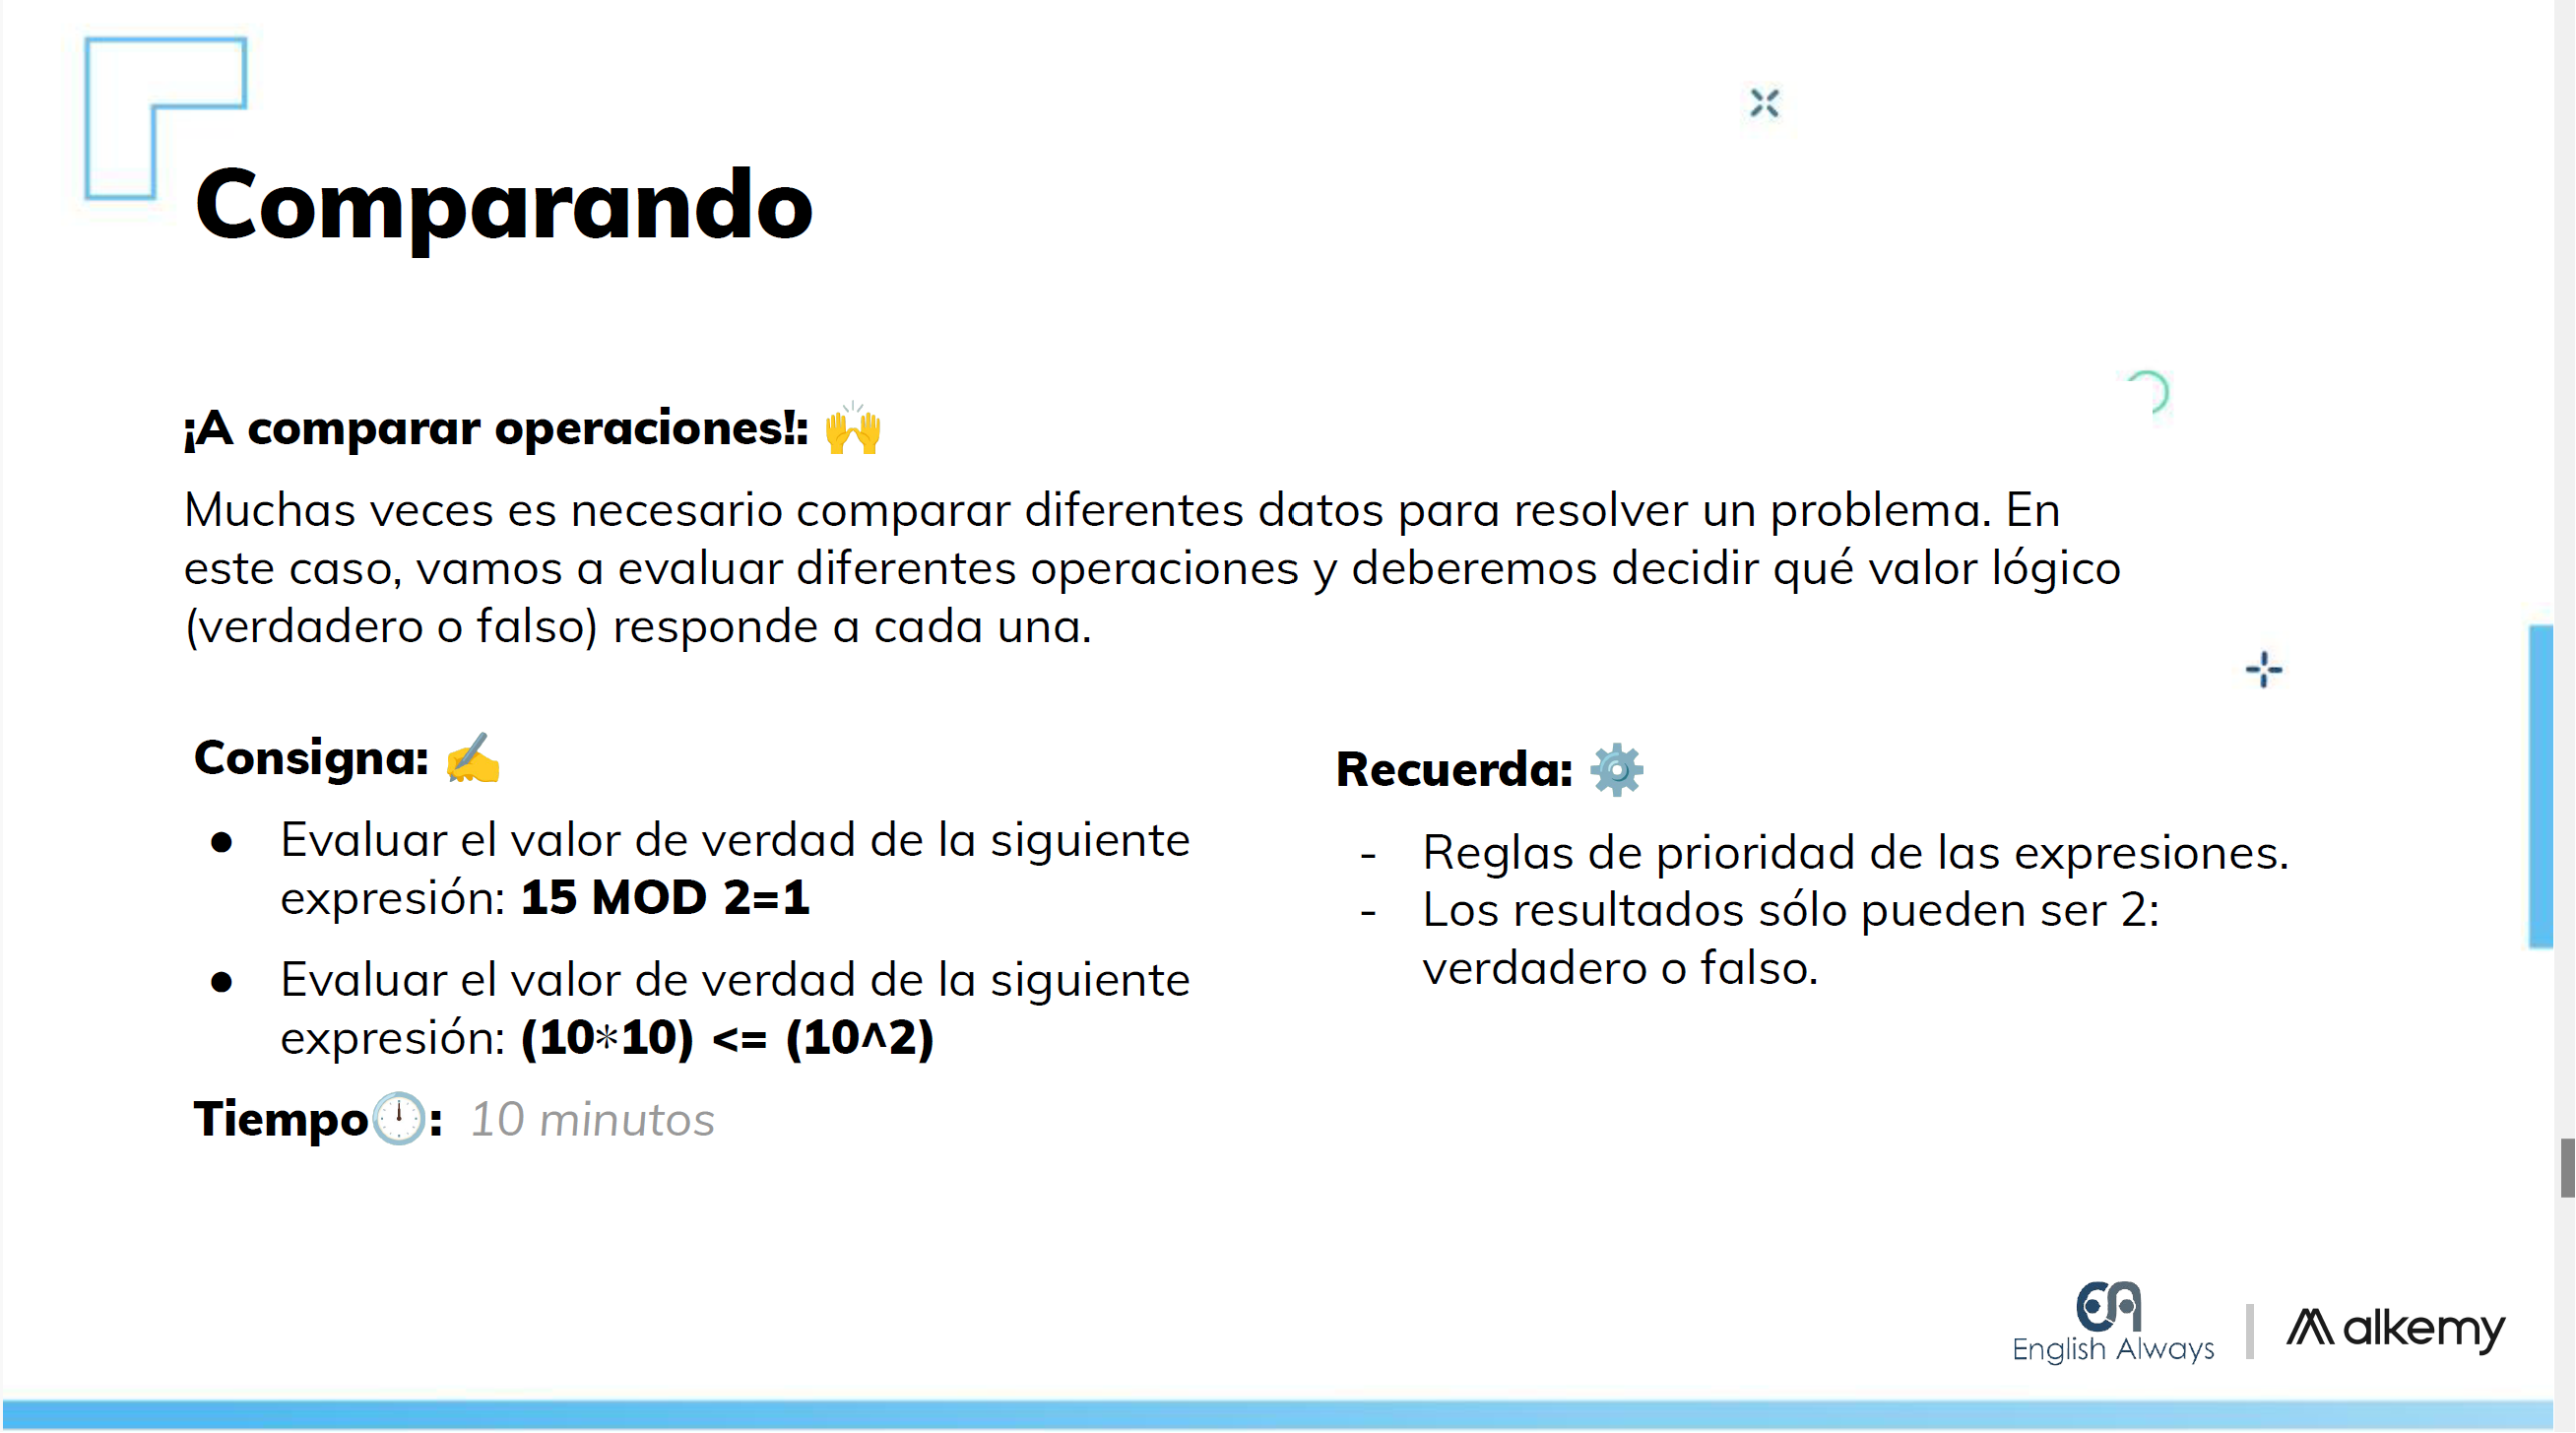 Comparando
¡A comparar operaciones!: 🙌
Muchas veces es necesario comparar diferentes datos para resolver un problema. En
este caso, vamos a evaluar diferentes operaciones y deberemos decidir qué valor lógico
(verdadero o falso) responde a cada una.
Consigna: ✍️
● Evaluar el valor de verdad de la siguiente
expresión: 15 MOD 2=1
● Evaluar el valor de verdad de la siguiente
expresión: (10*10) <= (10^2)
Tiempo🕛: 10 minutos
Recuerda: ⚙️
- Reglas de prioridad de las expresiones.
- Los resultados sólo pueden ser 2:
verdadero o falso.
English Always
alkemy